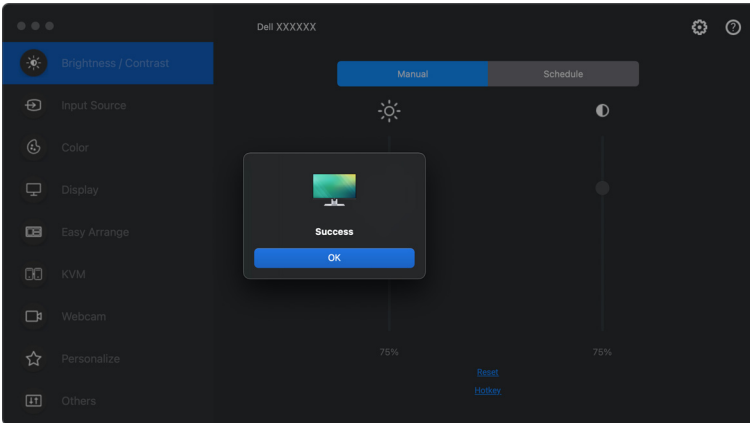 Dell XXXXXX
Brightness / Contrast
Input Source
Color
Display
Easy Arrange
KVM
Webcam
Personalize
Others
Manual
Schedule
Success
OK
75%
75%
Reset
Hotkey